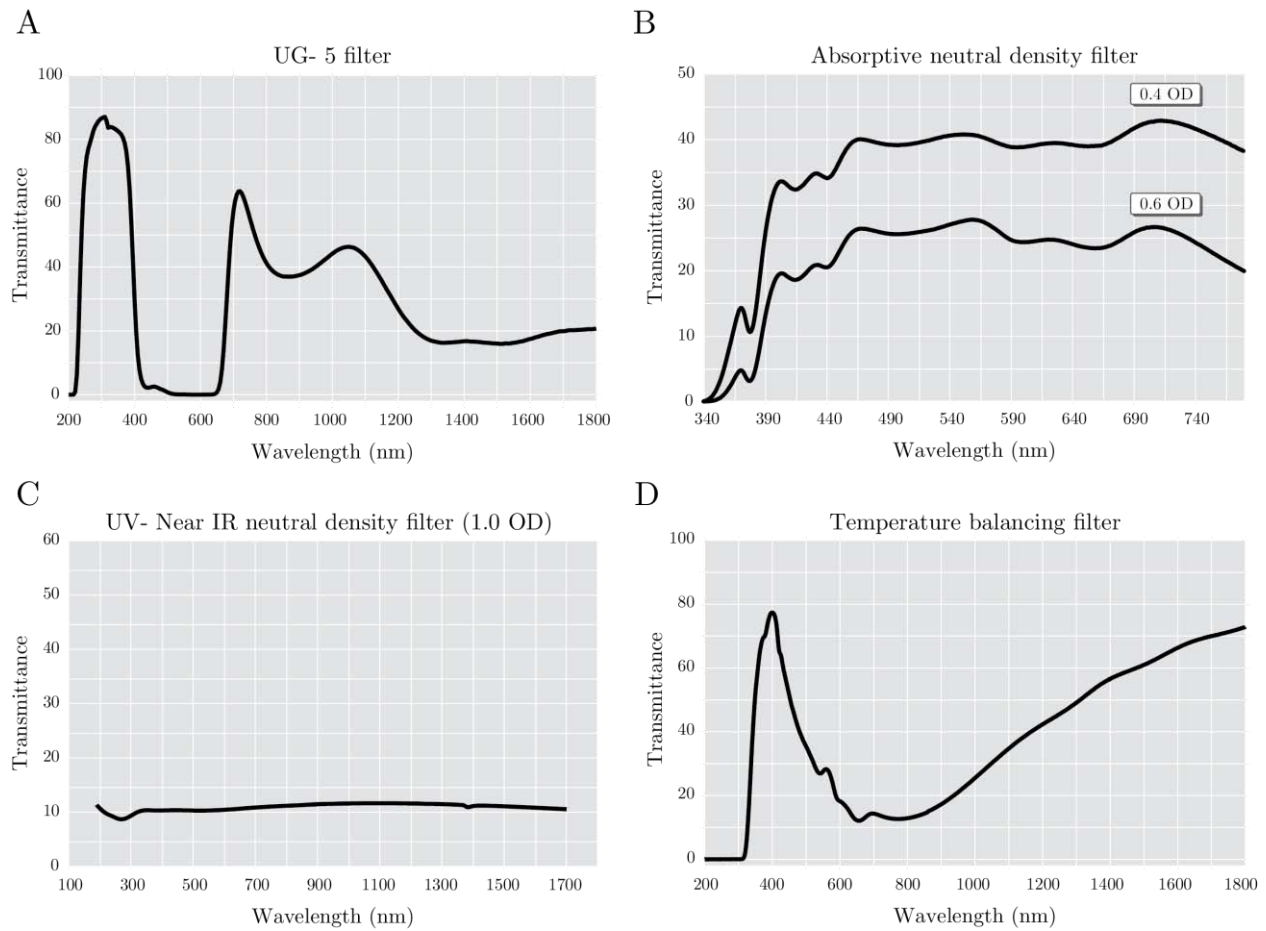 A
UG- 5 filter
100
80
60
40
20
0
Transmittance
200 400 600 800 1000 1200 1400 1600 1800
Wavelength (nm)
B
Absorptive neutral density filter
50
40
30
20
10
0
Transmittance
0.4 OD
0.6 OD
340 390 440 490 540 590 640 690 740
Wavelength (nm)
C
UV- Near IR neutral density filter (1.0 OD)
60
50
40
30
20
10
0
Transmittance
100 300 500 700 900 1100 1300 1500 1700
Wavelength (nm)
D
Temperature balancing filter
100
80
60
40
20
0
Transmittance
200 400 600 800 1000 1200 1400 1600 1800
Wavelength (nm)